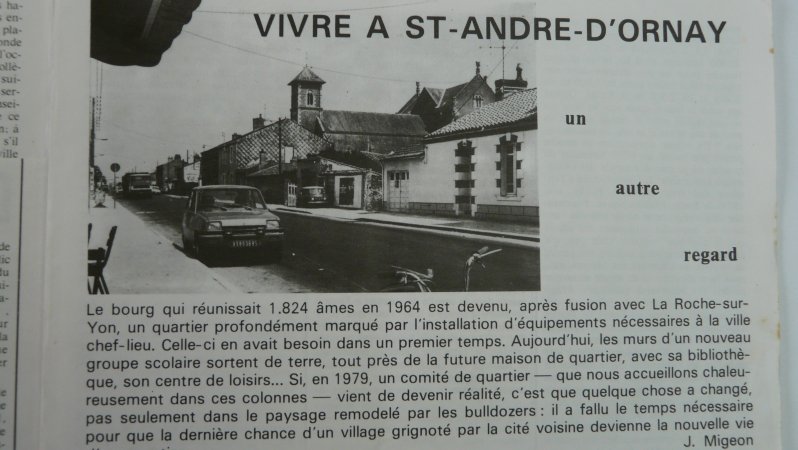 VIVRE A ST-ANDRE-D'ORNAY
un
autre
regard
Le bourg qui réunissait 1.824 âmes en 1964 est devenu, après fusion avec La Roche-sur-
Yon, un quartier profondément marqué par l'installation d'équipements nécessaires à la ville
chef-lieu. Celle-ci en avait besoin dans un premier temps. Aujourd'hui, les murs d'un nouveau
groupe scolaire sortent de terre, tout près de la future maison de quartier, avec sa bibliothè-
que, son centre de loisirs... Si, en 1979, un comité de quartier — que nous accueillons chaleu-
reusement dans ces colonnes — vient de devenir réalité, c'est que quelque chose a changé,
pas seulement dans le paysage remodelé par les bulldozers : il a fallu le temps nécessaire
pour que la dernière chance d'un village grignoté par la cité voisine devienne la nouvelle vie
J. Migeon